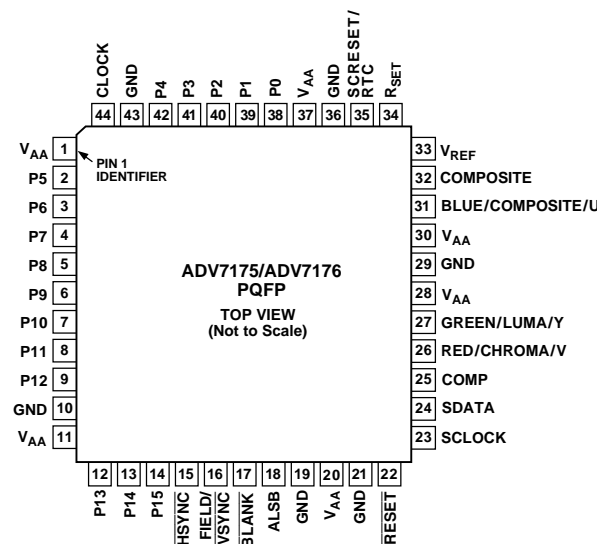 CLOCK
GND
P4
P3
P2
P1
P0
VAA
GND
SCRESET/
RTC
RSET
44 43 42 41 40 39 38 37 36 35 34
VAA 1
P5 2
P6 3
P7 4
P8 5
P9 6
P10 7
P11 8
P12 9
GND 10
VAA 11
PIN 1
IDENTIFIER
ADV7175/ADV7176
PQFP
TOP VIEW
(Not to Scale)
33 VREF
32 COMPOSITE
31 BLUE/COMPOSITE/U
30 VAA
29 GND
28 VAA
27 GREEN/LUMA/Y
26 RED/CHROMA/V
25 COMP
24 SDATA
23 SCLOCK
12 13 14 15 16 17 18 19 20 21 22
P13
P14
P15
HSYNC
FIELD/
VSYNC
BLANK
ALSB
GND
VAA
GND
RESET